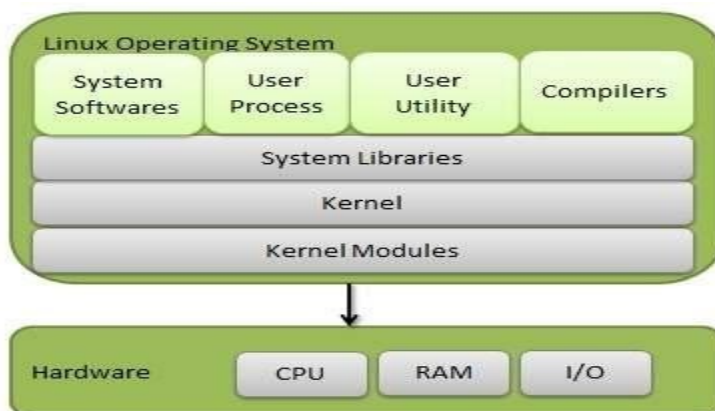 Linux Operating System
System
Softwares
User
Process
User
Utility
Compilers
System Libraries
Kernel
Kernel Modules
Hardware
CPU
RAM
I/O